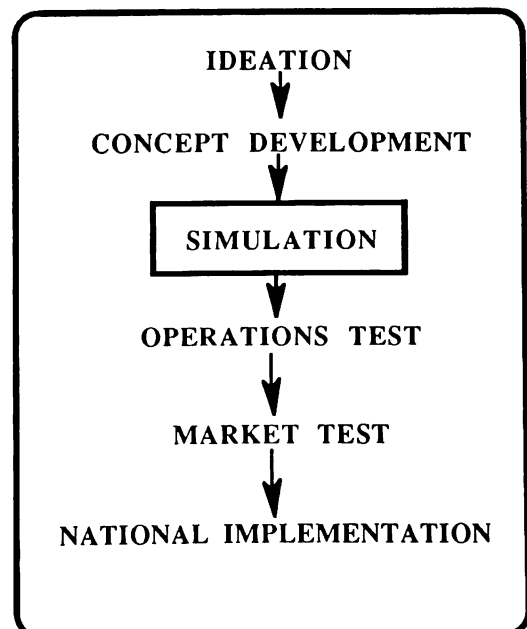 IDEATION
CONCEPT DEVELOPMENT
SIMULATION
OPERATIONS TEST
MARKET TEST
NATIONAL IMPLEMENTATION